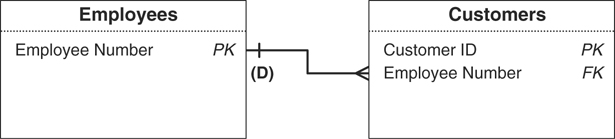 Employees
Employee Number PK
(D)
Customers
Customer ID PK
Employee Number FK